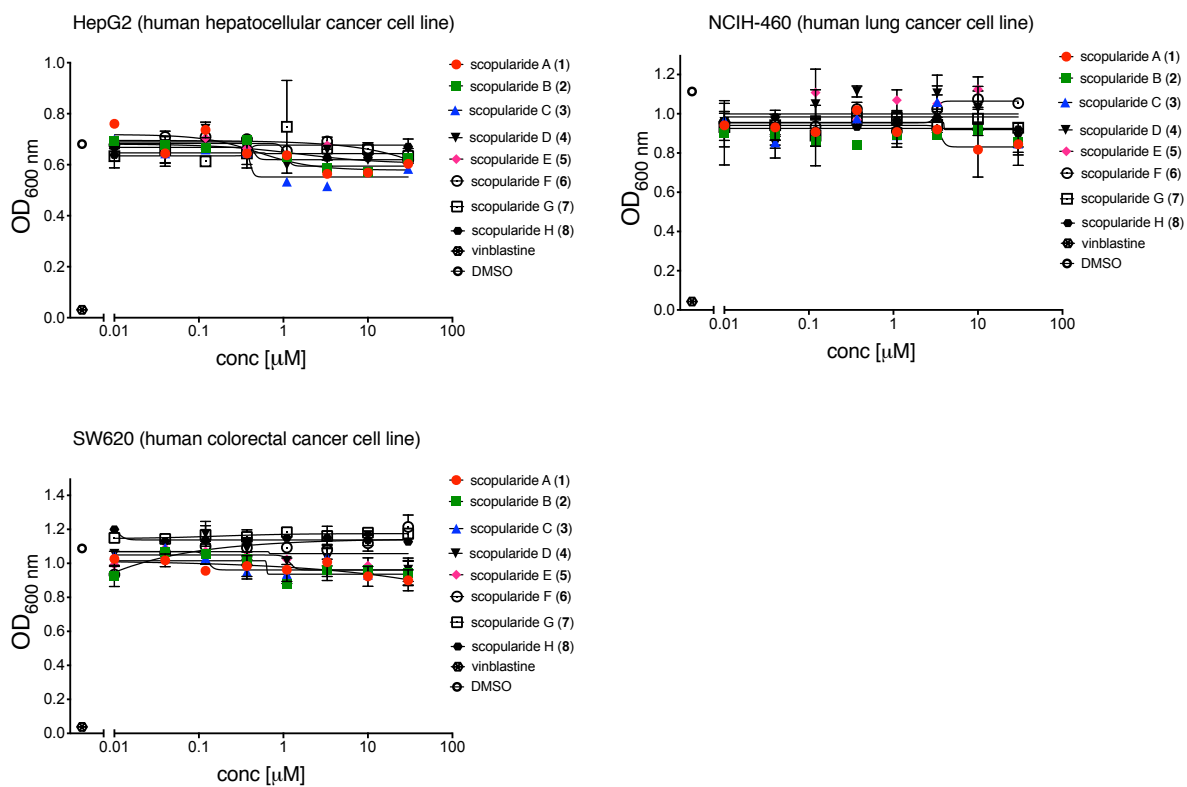 HepG2 (human hepatocellular cancer cell line)
OD600 nm
1.0
0.8
0.6
0.4
0.2
0.0
0.01
0.1
1
10
100
conc [μM]
scopularide A (1)
scopularide B (2)
scopularide C (3)
scopularide D (4)
scopularide E (5)
scopularide F (6)
scopularide G (7)
scopularide H (8)
vinblastine
DMSO
NCIH-460 (human lung cancer cell line)
OD600 nm
1.2
1.0
0.8
0.6
0.4
0.2
0.0
0.01
0.1
1
10
100
conc [μM]
scopularide A (1)
scopularide B (2)
scopularide C (3)
scopularide D (4)
scopularide E (5)
scopularide F (6)
scopularide G (7)
scopularide H (8)
vinblastine
DMSO
SW620 (human colorectal cancer cell line)
OD600 nm
1.4
1.2
1.0
0.8
0.6
0.4
0.2
0.0
0.01
0.1
1
10
100
conc [μM]
scopularide A (1)
scopularide B (2)
scopularide C (3)
scopularide D (4)
scopularide E (5)
scopularide F (6)
scopularide G (7)
scopularide H (8)
vinblastine
DMSO